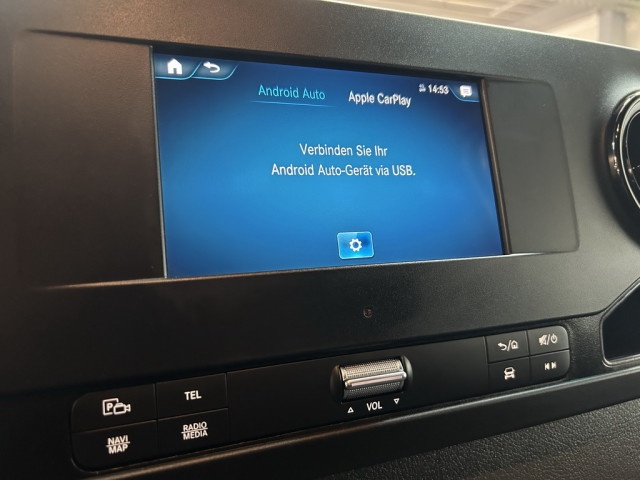 14:53
Android Auto
Apple CarPlay
Verbinden Sie Ihr
Android Auto-Gerät via USB.
P
TEL
NAVI
MAP
RADIO
MEDIA
VOL